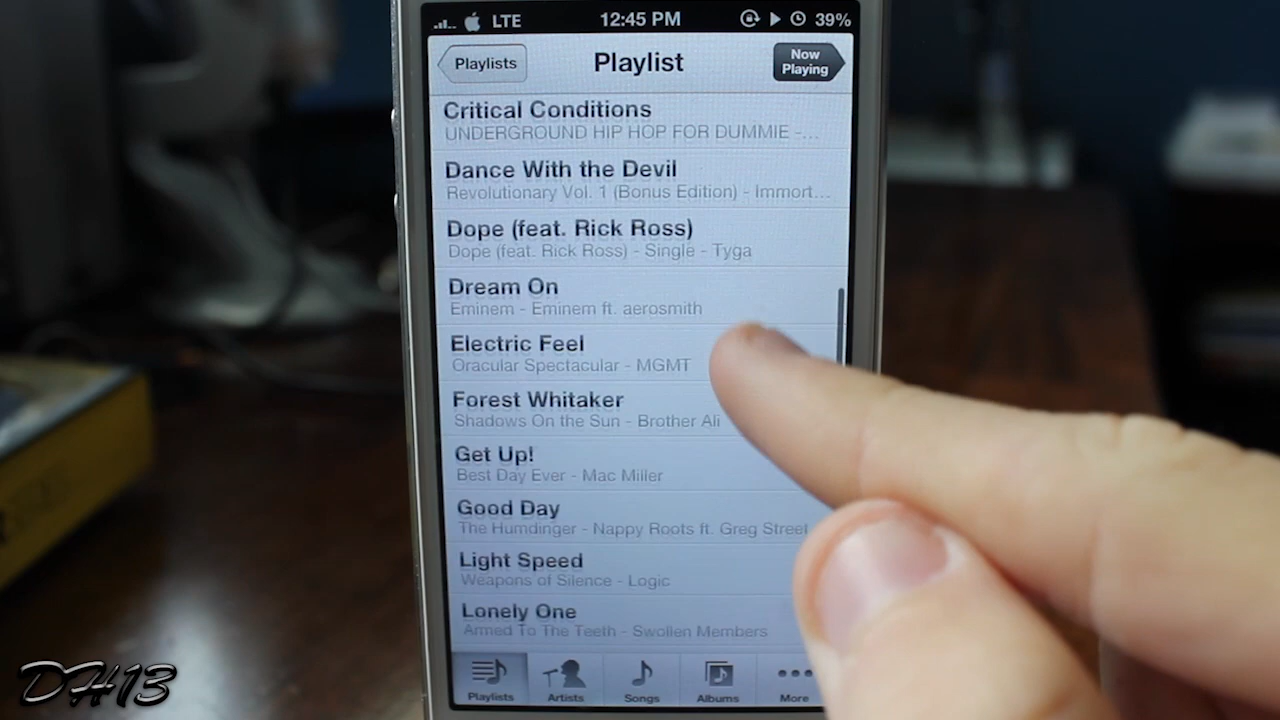 LTE 12:45 PM 39%
Playlists Playlist Now Playing
Critical Conditions
UNDERGROUND HIP HOP FOR DUMMIE -...
Dance With the Devil
Revolutionary Vol. 1 (Bonus Edition) - Immort...
Dope (feat. Rick Ross)
Dope (feat. Rick Ross) - Single - Tyga
Dream On
Eminem - Eminem ft. aerosmith
Electric Feel
Oracular Spectacular - MGMT
Forest Whitaker
Shadows On the Sun - Brother Ali
Get Up!
Best Day Ever - Mac Miller
Good Day
The Humdinger - Nappy Roots ft. Greg Street
Light Speed
Weapons of Silence - Logic
Lonely One
Armed To The Teeth - Swollen Members
Playlists Artists Songs Albums More
DH13